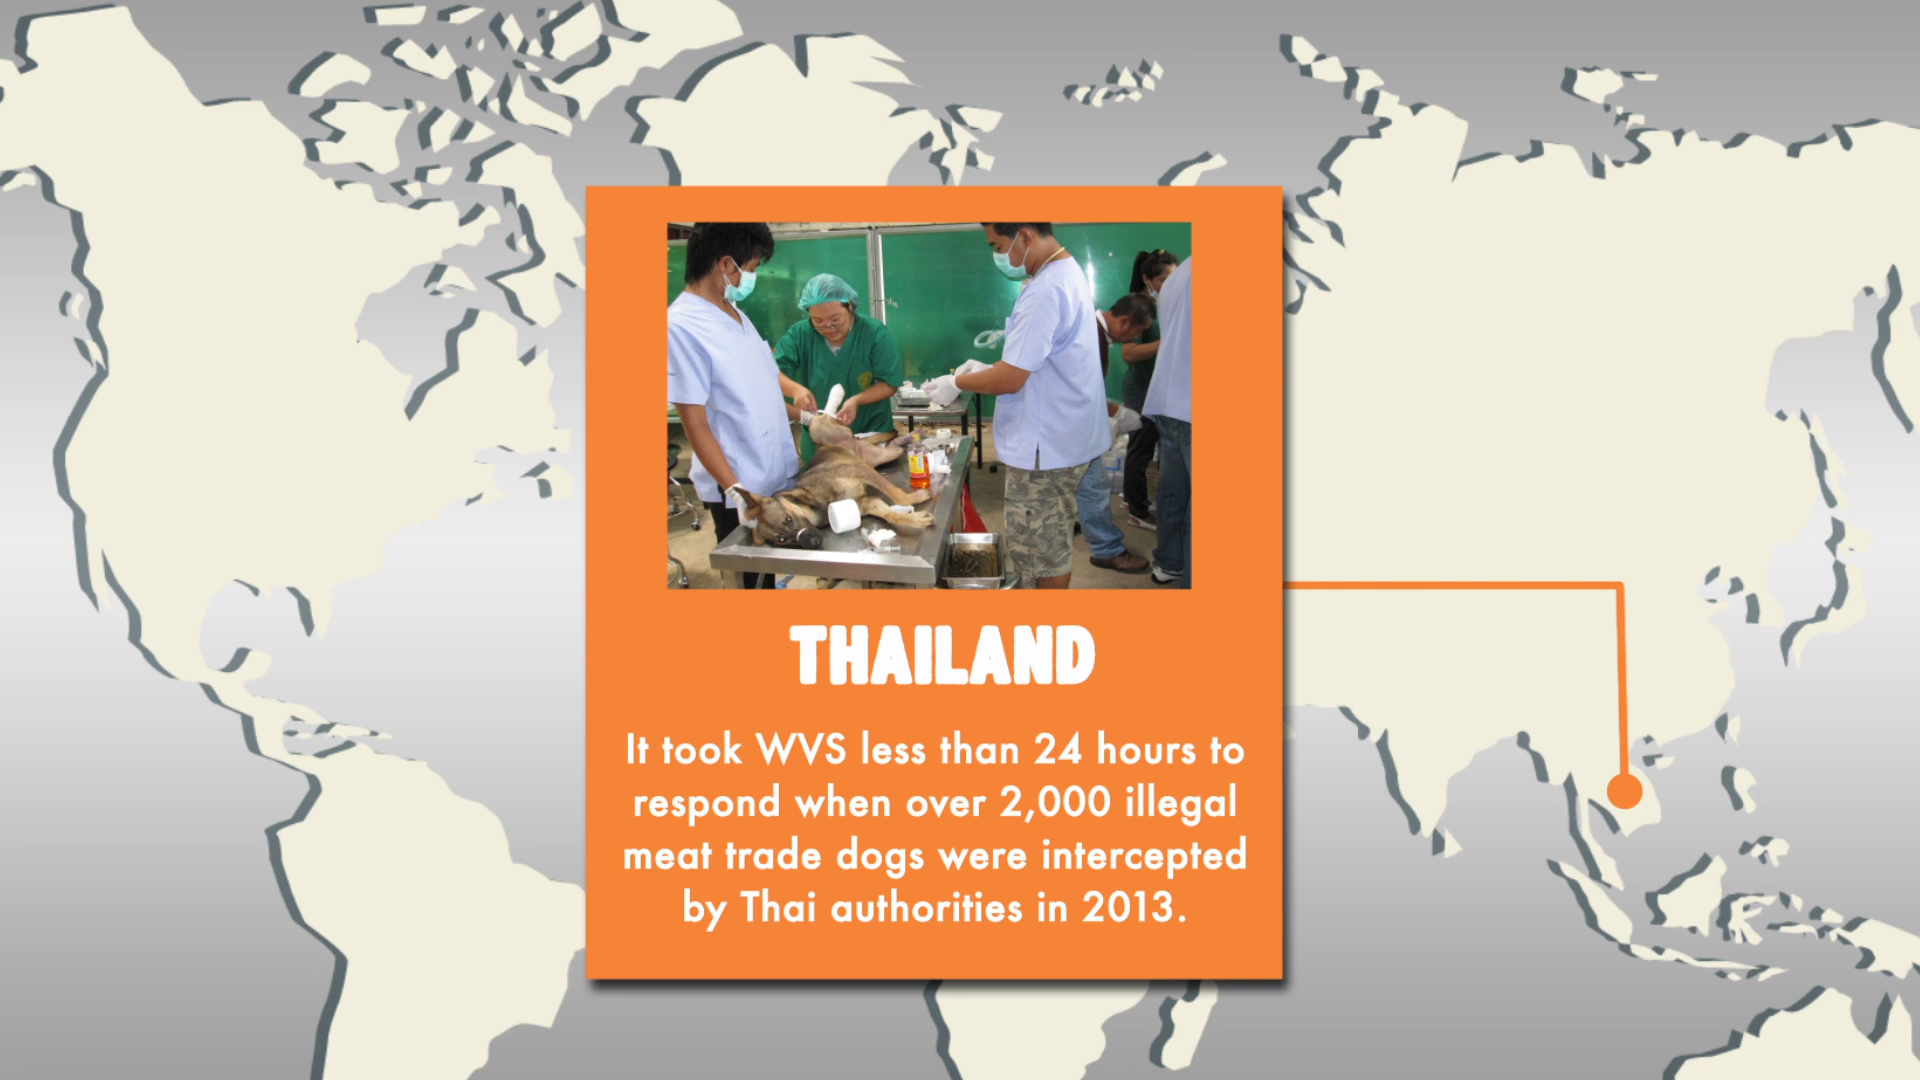 THAILAND
It took WVS less than 24 hours to
respond when over 2,000 illegal
meat trade dogs were intercepted
by Thai authorities in 2013.